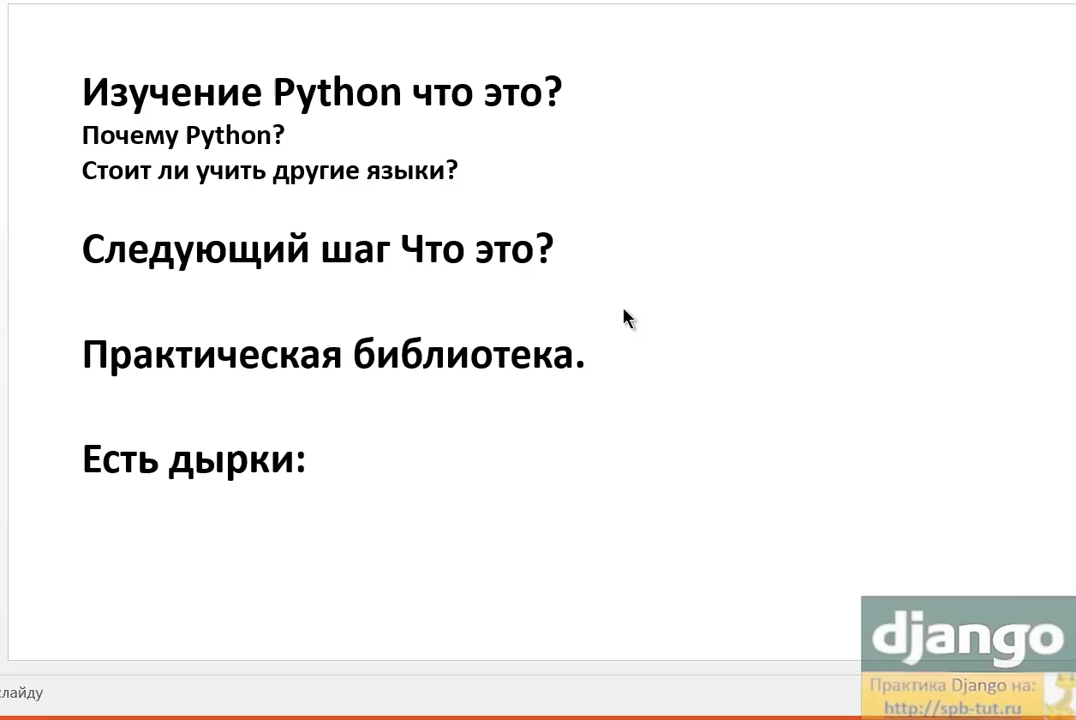 Изучение Python что это?
Почему Python?
Стоит ли учить другие языки?
Следующий шаг Что это?
Практическая библиотека.
Есть дырки:
django
Практика Django на:
http://spb-tut.ru
слайду